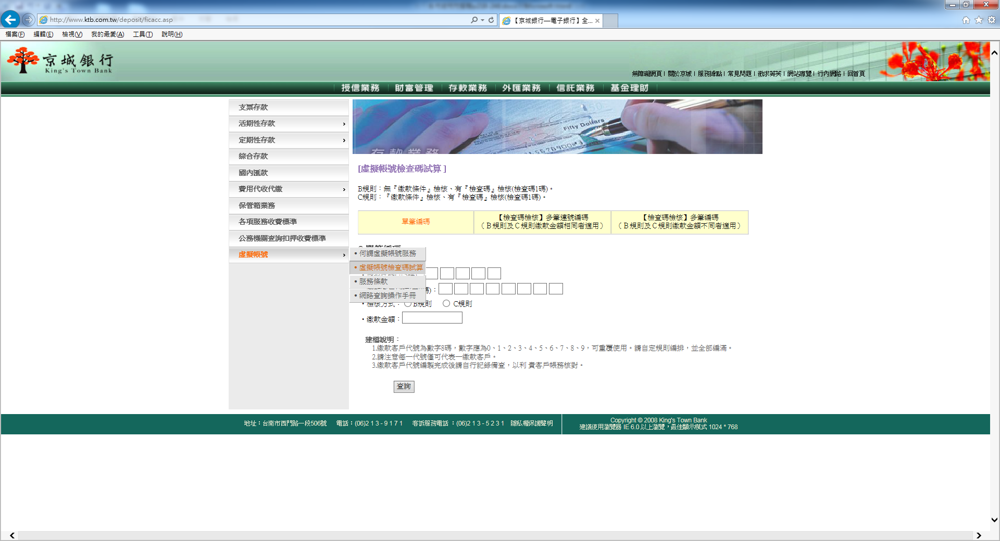 http://www.ktb.com.tw/deposit/ficacc.asp
【京城銀行—電子銀行】全...
檔案(F) 編輯(E) 檢視(V) 我的最愛(A) 工具(T) 說明(H)
京城銀行
King's Town Bank
無障礙網頁 | 關於京城 | 服務據點 | 常見問題 | 徵求菁英 | 網站導覽 | 行內網路 | 回首頁
授信業務 財富管理 存款業務 外匯業務 信託業務 基金理財
支票存款
活期性存款
定期性存款
綜合存款
國內匯款
費用代收代繳
保管箱業務
各項服務收費標準
公務機關查詢扣押收費標準
虛擬帳號
• 何謂虛擬帳號服務
• 虛擬帳號檢查碼試算
• 服務條款
• 網路查詢操作手冊
Fifty Dollars
存款業務
[虛擬帳號檢查碼試算 ]
B規則：無『繳款條件』檢核、有『檢查碼』檢核(檢查碼1碼)。
C規則：『繳款條件』檢核、有『檢查碼』檢核(檢查碼1碼)。
單筆編碼
【檢查碼檢核】多筆連號編碼
（B規則及C規則繳款金額相同者適用）
【檢查碼檢核】多筆編碼
（B規則及C規則繳款金額不同者適用）
碼)：
・檢核方式： B規則 C規則
・繳款金額：
建檔說明：
1.繳款客戶代號為數字8碼，數字應為0、1、2、3、4、5、6、7、8、9，可重覆使用。請自定規則編排，並全部編滿。
2.請注意每一代號僅可代表一繳款客戶。
3.繳款客戶代號編製完成後請自行記錄備查，以利 貴客戶帳務核對。
查詢
地址：台南市西門路一段506號 電話：(06)2 1 3 - 9 1 7 1 客訴服務電話 ：(06)2 1 3 - 5 2 3 1 隱私權保護聲明
Copyright © 2008 King's Town Bank
建議使用瀏覽器 IE 6.0 以上瀏覽，最佳顯示模式 1024 * 768